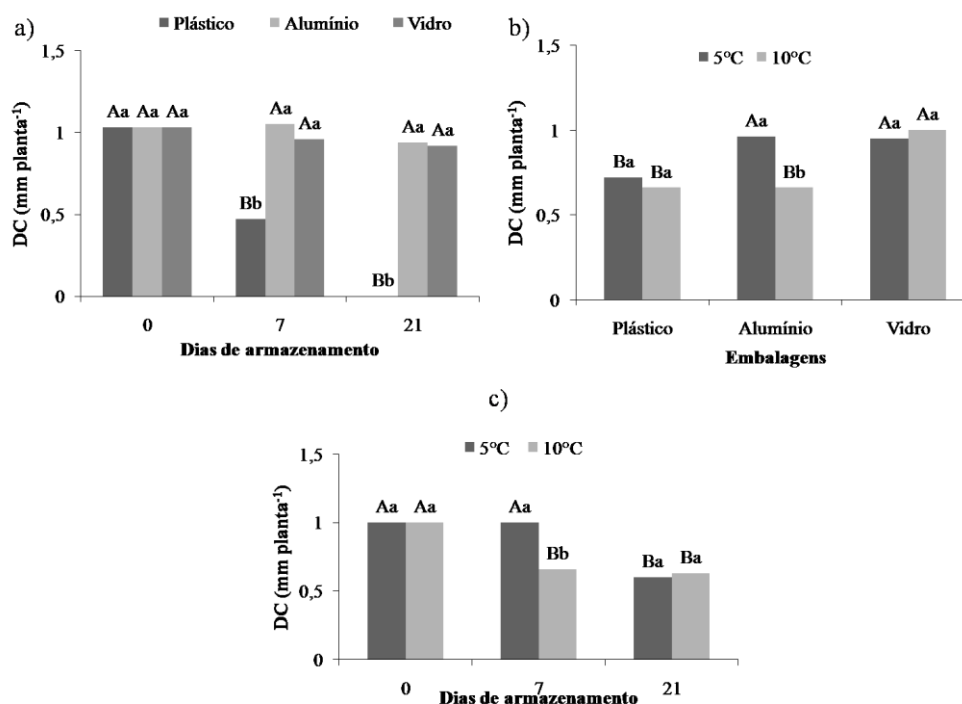 a)
Plástico Alumínio Vidro
DC (mm planta⁻¹)
1,5
1
0,5
0
Aa Aa Aa
Bb Aa Aa
Bb Aa Aa
0 7 21
Dias de armazenamento
b)
5ºC 10ºC
DC (mm planta⁻¹)
1,5
1
0,5
0
Ba Ba
Aa Bb
Aa Aa
Plástico Alumínio Vidro
Embalagens
c)
5ºC 10ºC
DC (mm planta⁻¹)
1,5
1
0,5
0
Aa Aa
Aa Bb
Ba Ba
0 7 21
Dias de armazenamento